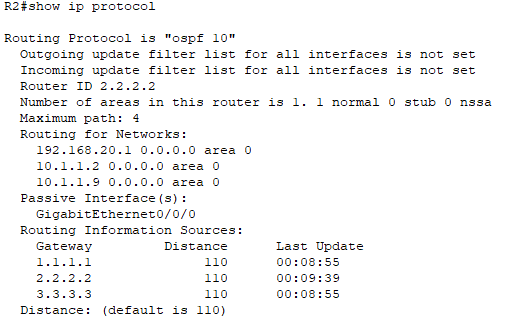 R2#show ip protocol
Routing Protocol is "ospf 10"
Outgoing update filter list for all interfaces is not set
Incoming update filter list for all interfaces is not set
Router ID 2.2.2.2
Number of areas in this router is 1. 1 normal 0 stub 0 nssa
Maximum path: 4
Routing for Networks:
192.168.20.1 0.0.0.0 area 0
10.1.1.2 0.0.0.0 area 0
10.1.1.9 0.0.0.0 area 0
Passive Interface(s):
GigabitEthernet0/0/0
Routing Information Sources:
Gateway Distance Last Update
1.1.1.1 110 00:08:55
2.2.2.2 110 00:09:39
3.3.3.3 110 00:08:55
Distance: (default is 110)